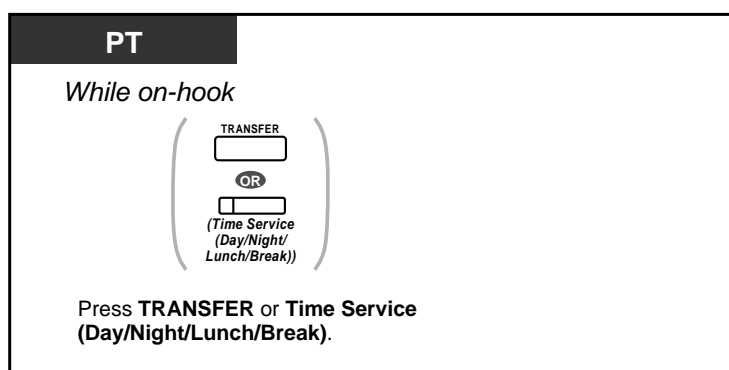 PT
While on-hook
TRANSFER
OR
(Time Service
(Day/Night/
Lunch/Break))
Press TRANSFER or Time Service
(Day/Night/Lunch/Break).